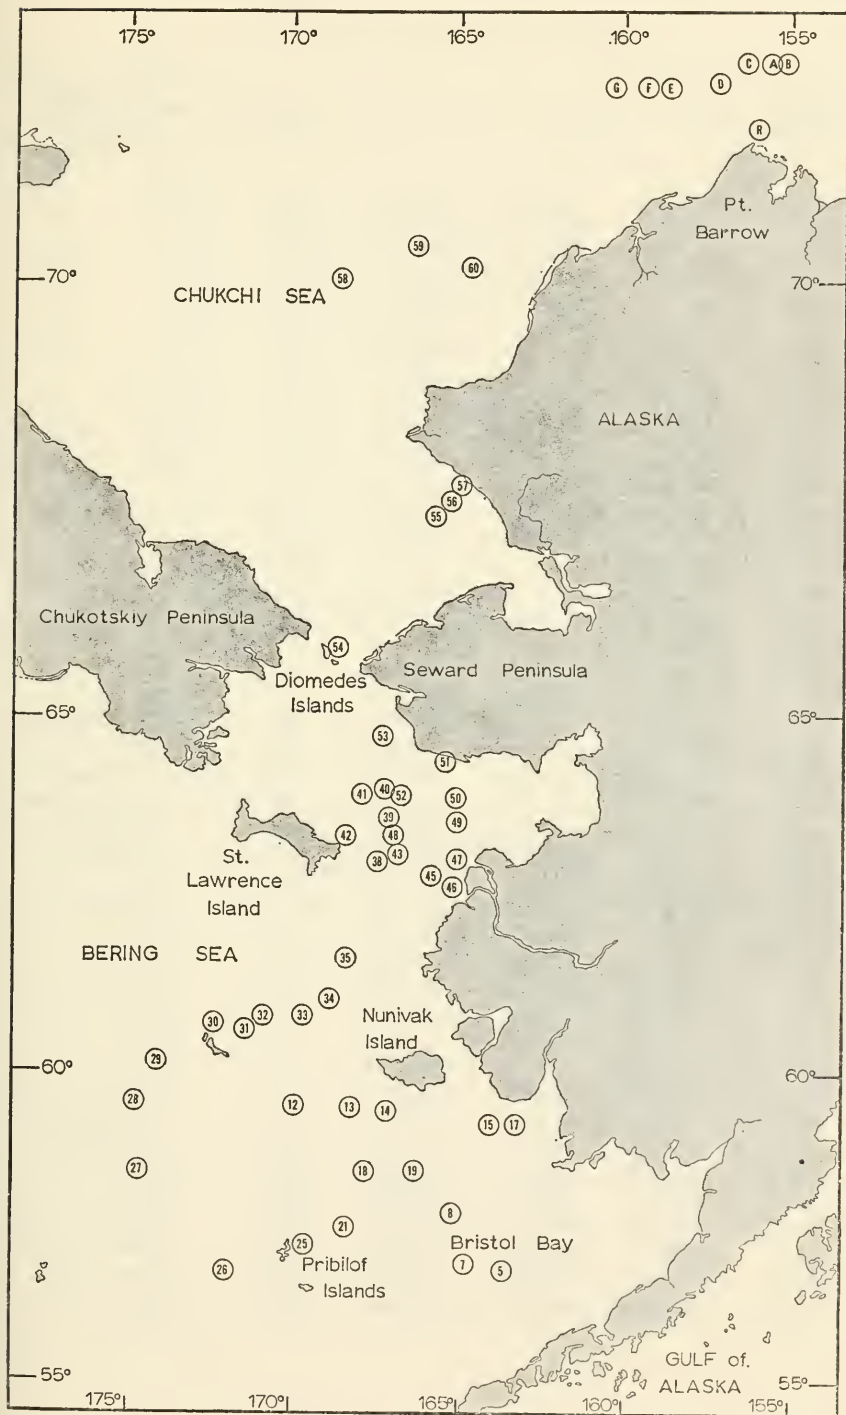 175°
170°
165°
.160°
155°
C
A
B
G
F
E
D
R
Pt.
Barrow
59
60
58
70°
70°
CHUKCHI SEA
ALASKA
57
56
55
Chukotskiy Peninsula
54
Seward Peninsula
Diomedes
Islands
65°
65°
53
51
41
40
52
50
39
49
42
48
38
43
47
45
46
St.
Lawrence
Island
BERING SEA
35
34
30
31
32
33
Nunivak
Island
29
60°
60°
28
12
13
14
15
17
27
18
19
8
21
25
Bristol Bay
26
7
5
Pribilof
Islands
55°
55°
GULF of.
ALASKA
175°
170°
165°
160°
155°